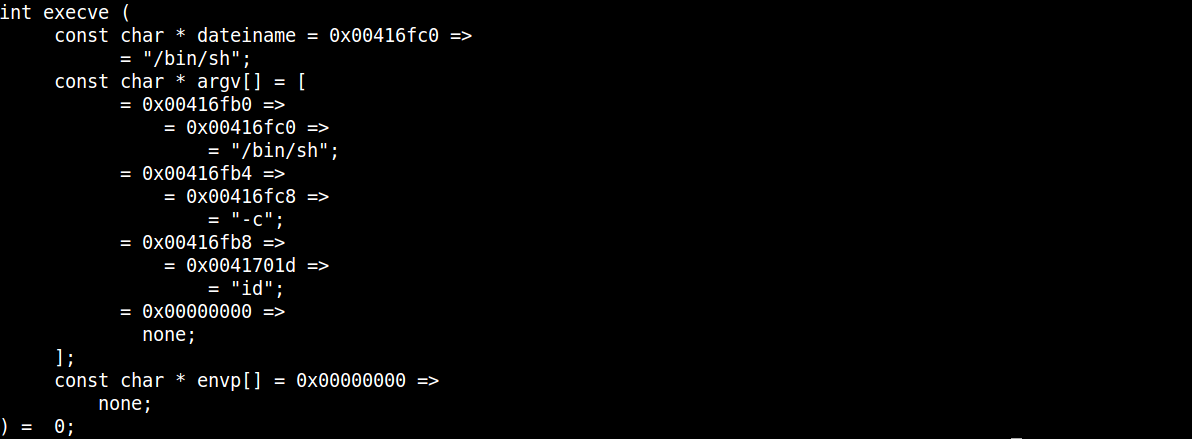 int execve (
const char * dateiname = 0x00416fc0 =>
= "/bin/sh";
const char * argv[] = [
= 0x00416fb0 =>
= 0x00416fc0 =>
= "/bin/sh";
= 0x00416fb4 =>
= 0x00416fc8 =>
= "-c";
= 0x00416fb8 =>
= 0x0041701d =>
= "id";
= 0x00000000 =>
none;
];
const char * envp[] = 0x00000000 =>
none;
) =  0;